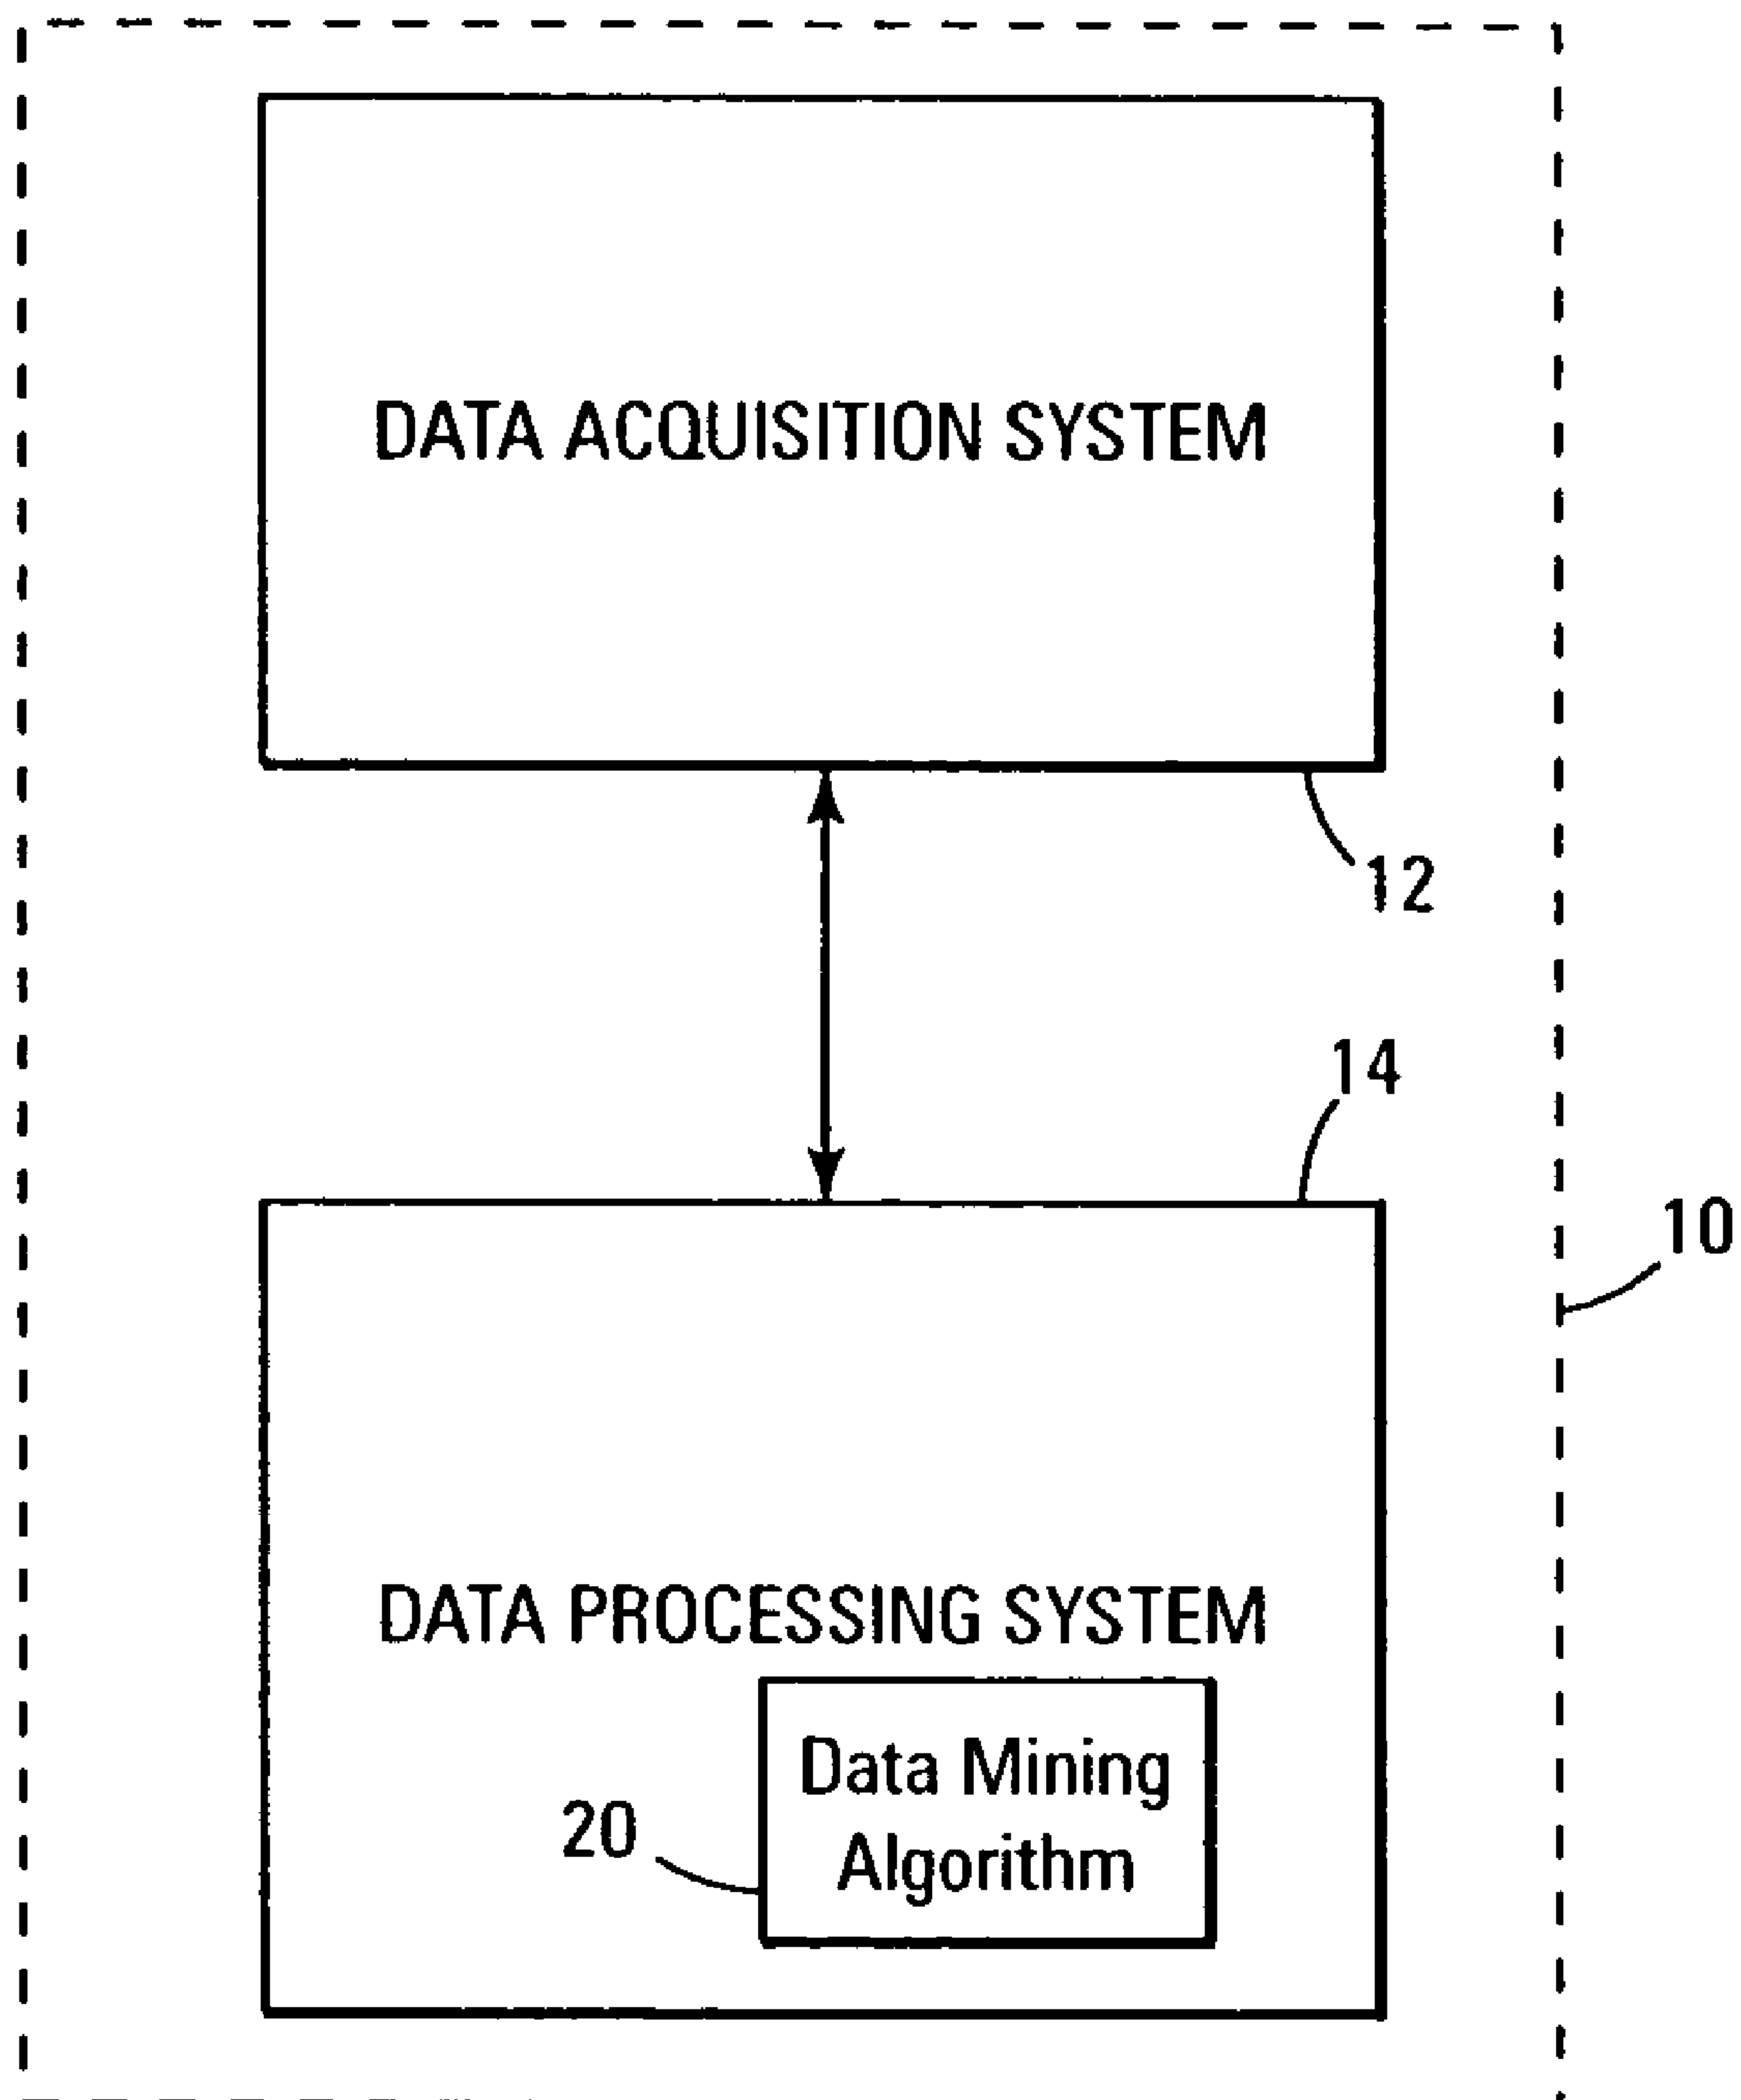 DATA ACQUISITION SYSTEM
12
14
10
DATA PROCESSING SYSTEM
Data Mining
Algorithm
20